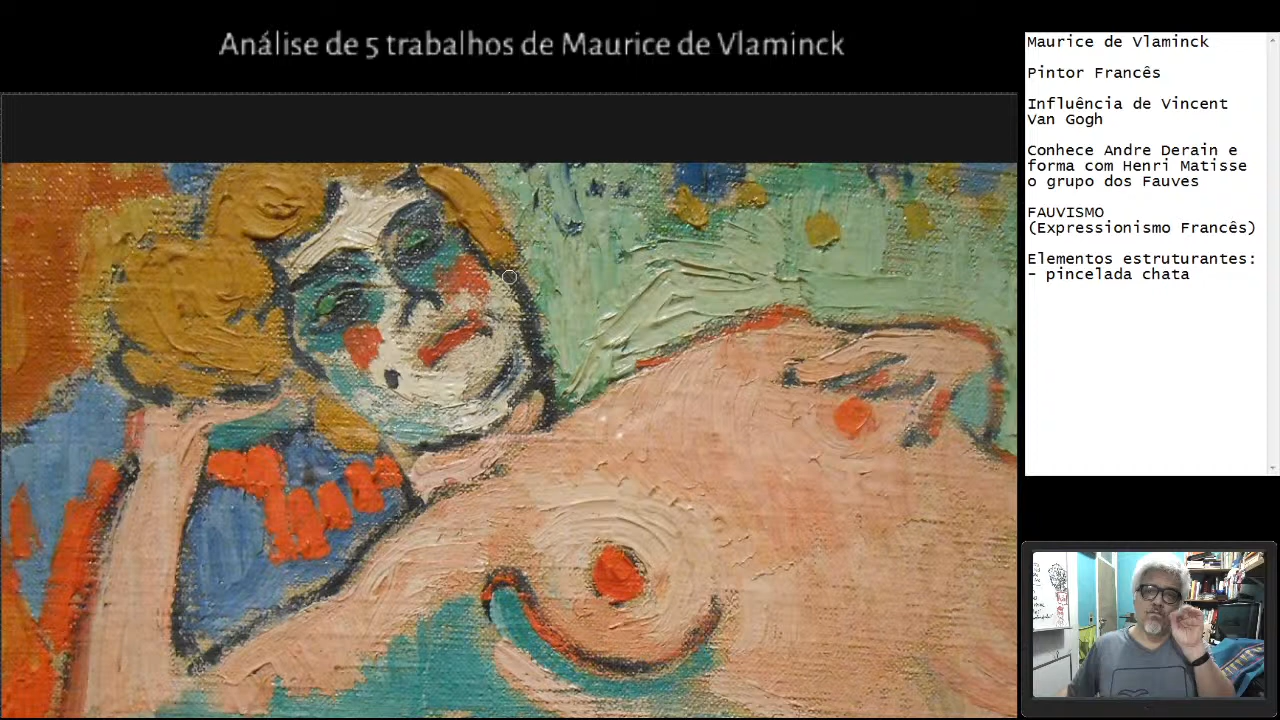 Análise de 5 trabalhos de Maurice de Vlaminck
Maurice de Vlaminck
Pintor Francês
Influência de Vincent
Van Gogh
Conhece Andre Derain e
forma com Henri Matisse
o grupo dos Fauves
FAUVISMO
(Expressionismo Francês)
Elementos estruturantes:
- pincelada chata